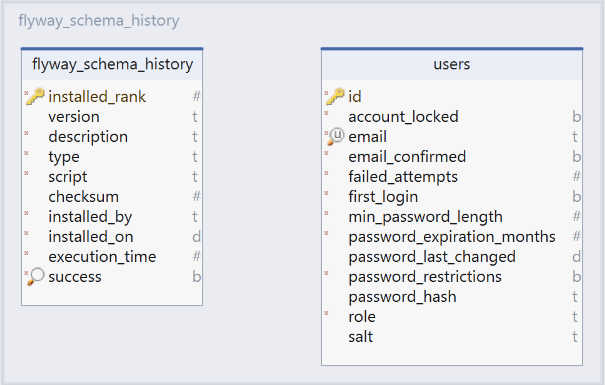 flyway_schema_history
flyway_schema_history
installed_rank #
version t
description t
type t
script t
checksum #
installed_by t
installed_on d
execution_time #
success b
users
id
account_locked b
u email t
email_confirmed b
failed_attempts #
first_login b
min_password_length #
password_expiration_months #
password_last_changed d
password_restrictions b
password_hash t
role t
salt t